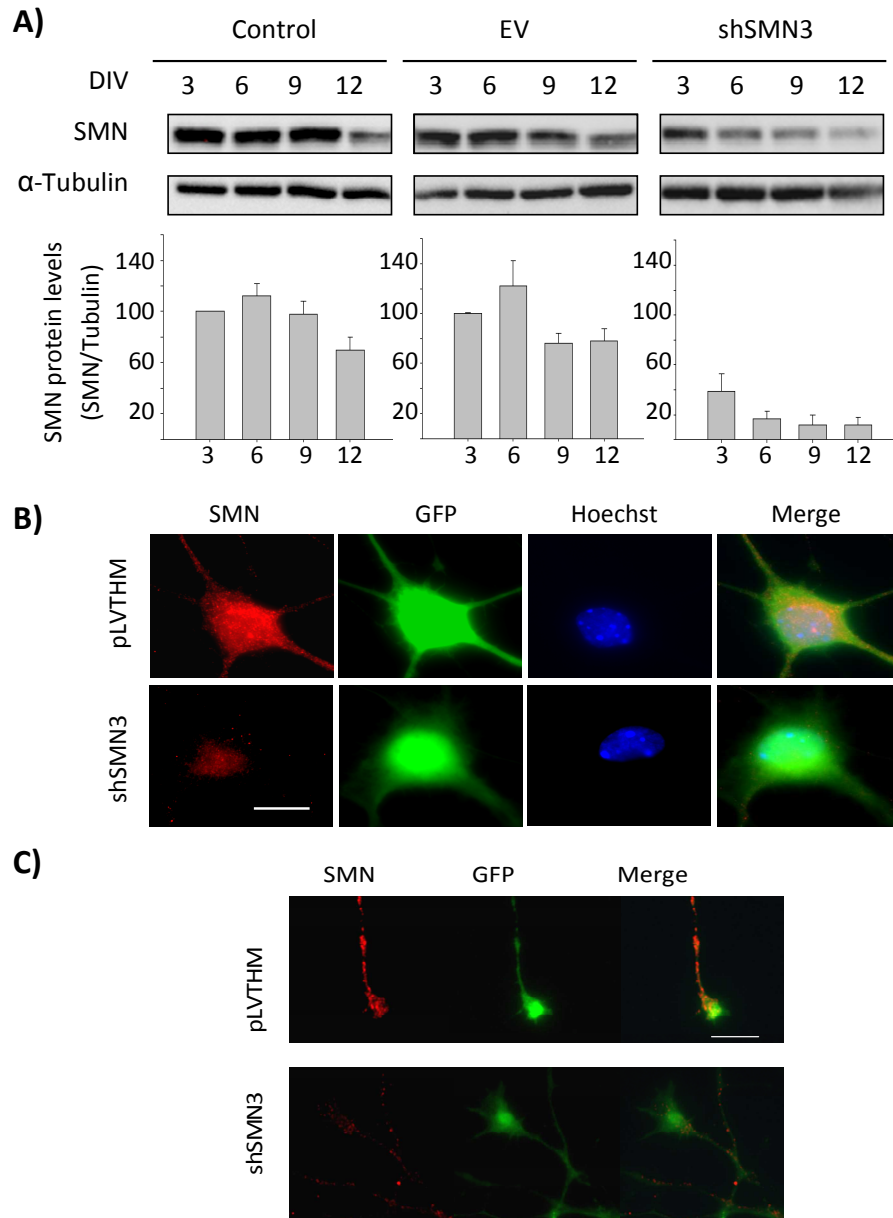 A)
Control EV shSMN3
DIV 3 6 9 12 3 6 9 12 3 6 9 12
SMN
α-Tubulin
SMN protein levels
(SMN/Tubulin)
140 140 140
100 100 100
60 60 60
20 20 20
3 6 9 12 3 6 9 12 3 6 9 12
B)
SMN GFP Hoechst Merge
pLVTHM
shSMN3
C)
SMN GFP Merge
pLVTHM
shSMN3